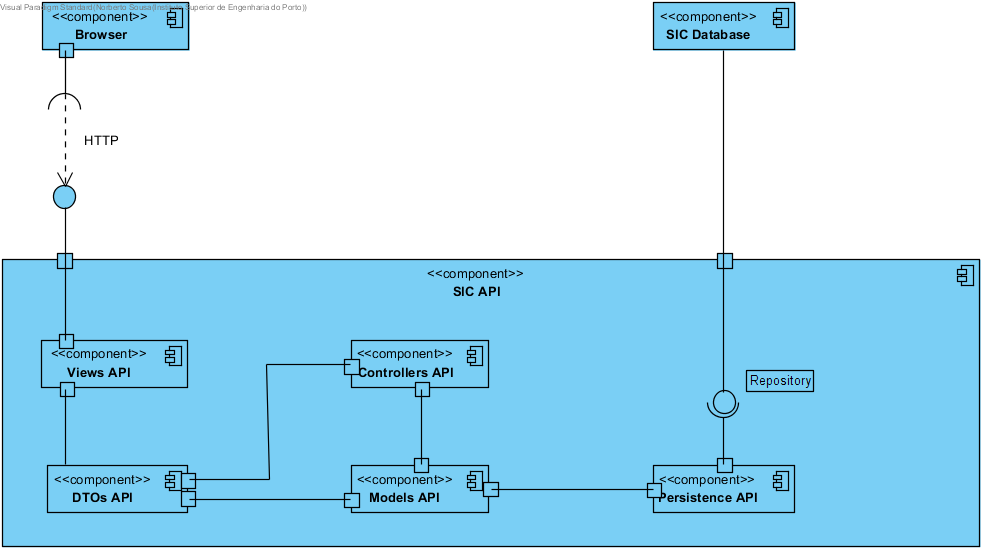 Visual Paradigm Standard(Norberto Sousa(Instituto Superior de Engenharia do Porto))
<<component>>
Browser
<<component>>
SIC Database
HTTP
<<component>>
SIC API
<<component>>
Views API
<<component>>
Controllers API
Repository
<<component>>
DTOs API
<<component>>
Models API
<<component>>
Persistence API